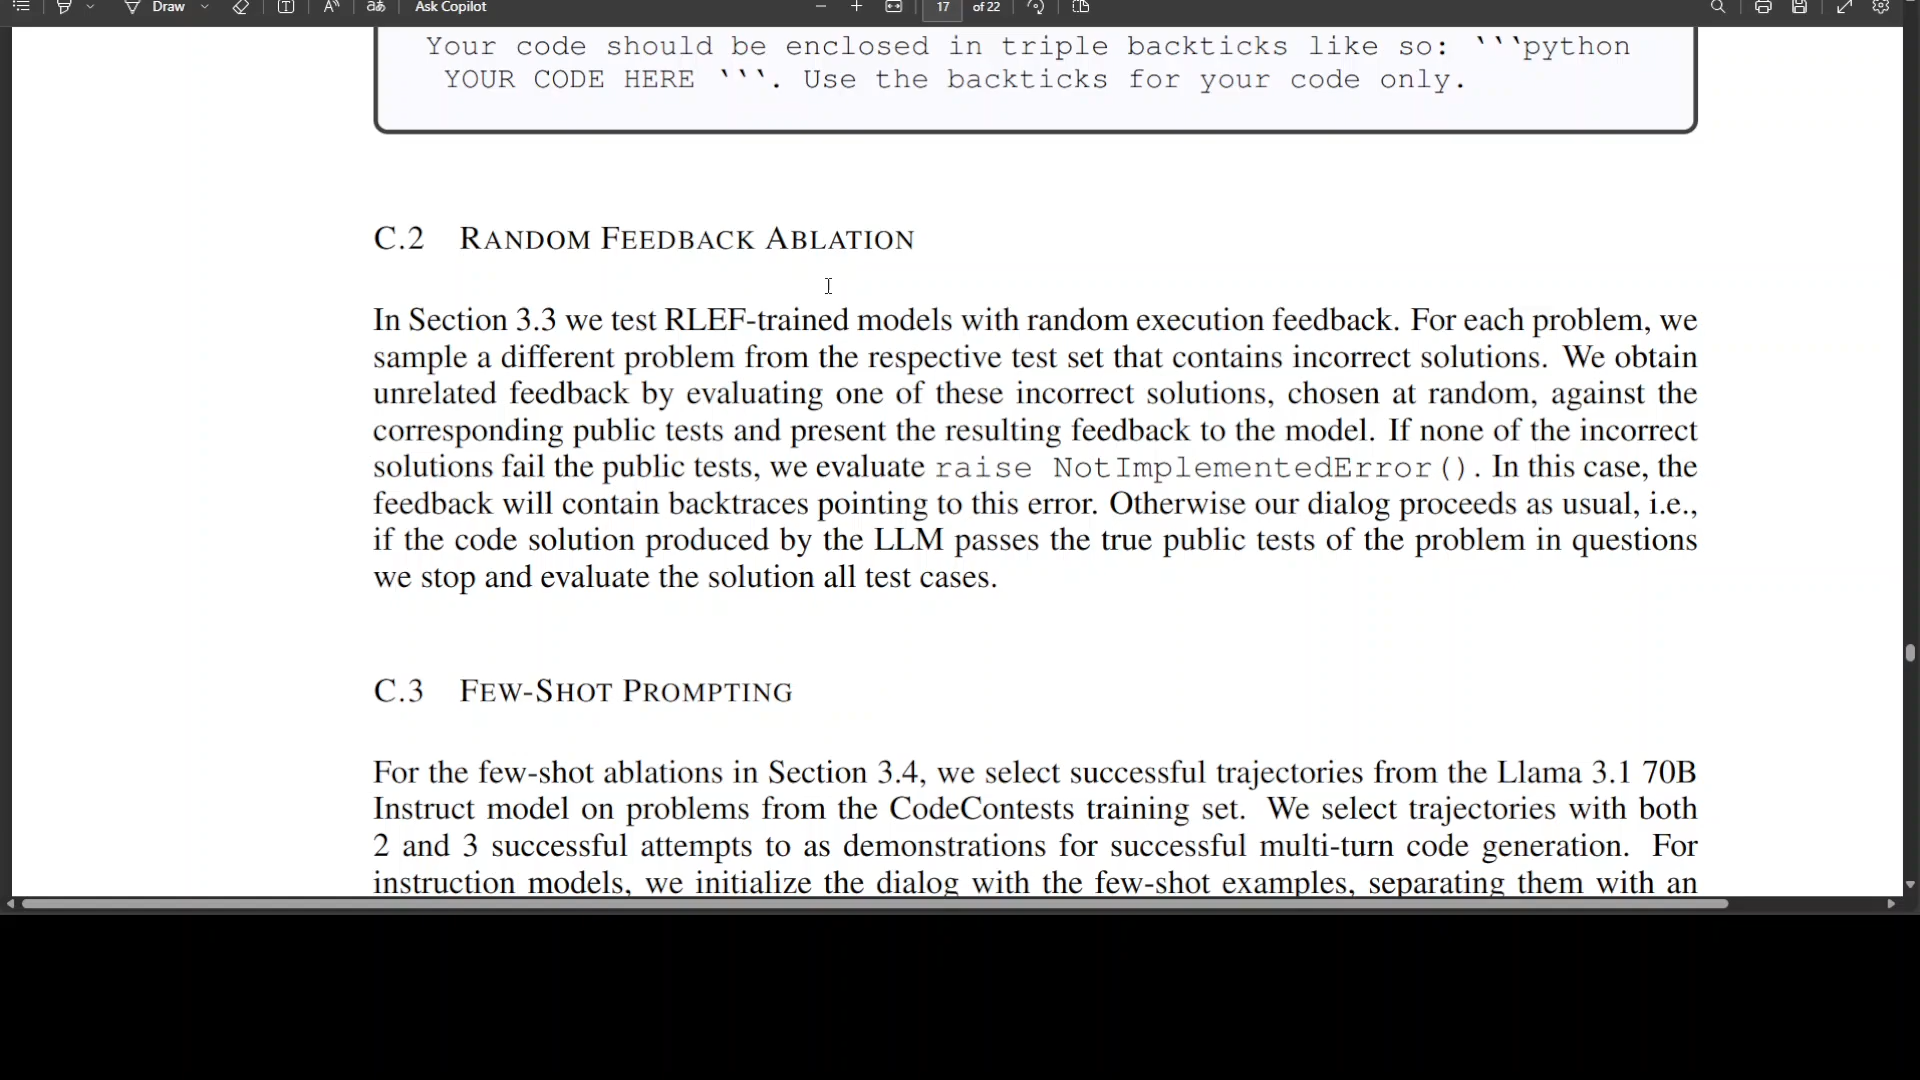 Draw
Ask Copilot
17 of 22
Your code should be enclosed in triple backticks like so: ```python
YOUR CODE HERE ```. Use the backticks for your code only.
C.2 RANDOM FEEDBACK ABLATION
In Section 3.3 we test RLEF-trained models with random execution feedback. For each problem, we
sample a different problem from the respective test set that contains incorrect solutions. We obtain
unrelated feedback by evaluating one of these incorrect solutions, chosen at random, against the
corresponding public tests and present the resulting feedback to the model. If none of the incorrect
solutions fail the public tests, we evaluate raise NotImplementedError(). In this case, the
feedback will contain backtraces pointing to this error. Otherwise our dialog proceeds as usual, i.e.,
if the code solution produced by the LLM passes the true public tests of the problem in questions
we stop and evaluate the solution all test cases.
C.3 FEW-SHOT PROMPTING
For the few-shot ablations in Section 3.4, we select successful trajectories from the Llama 3.1 70B
Instruct model on problems from the CodeContests training set. We select trajectories with both
2 and 3 successful attempts to as demonstrations for successful multi-turn code generation. For
instruction models, we initialize the dialog with the few-shot examples, separating them with an